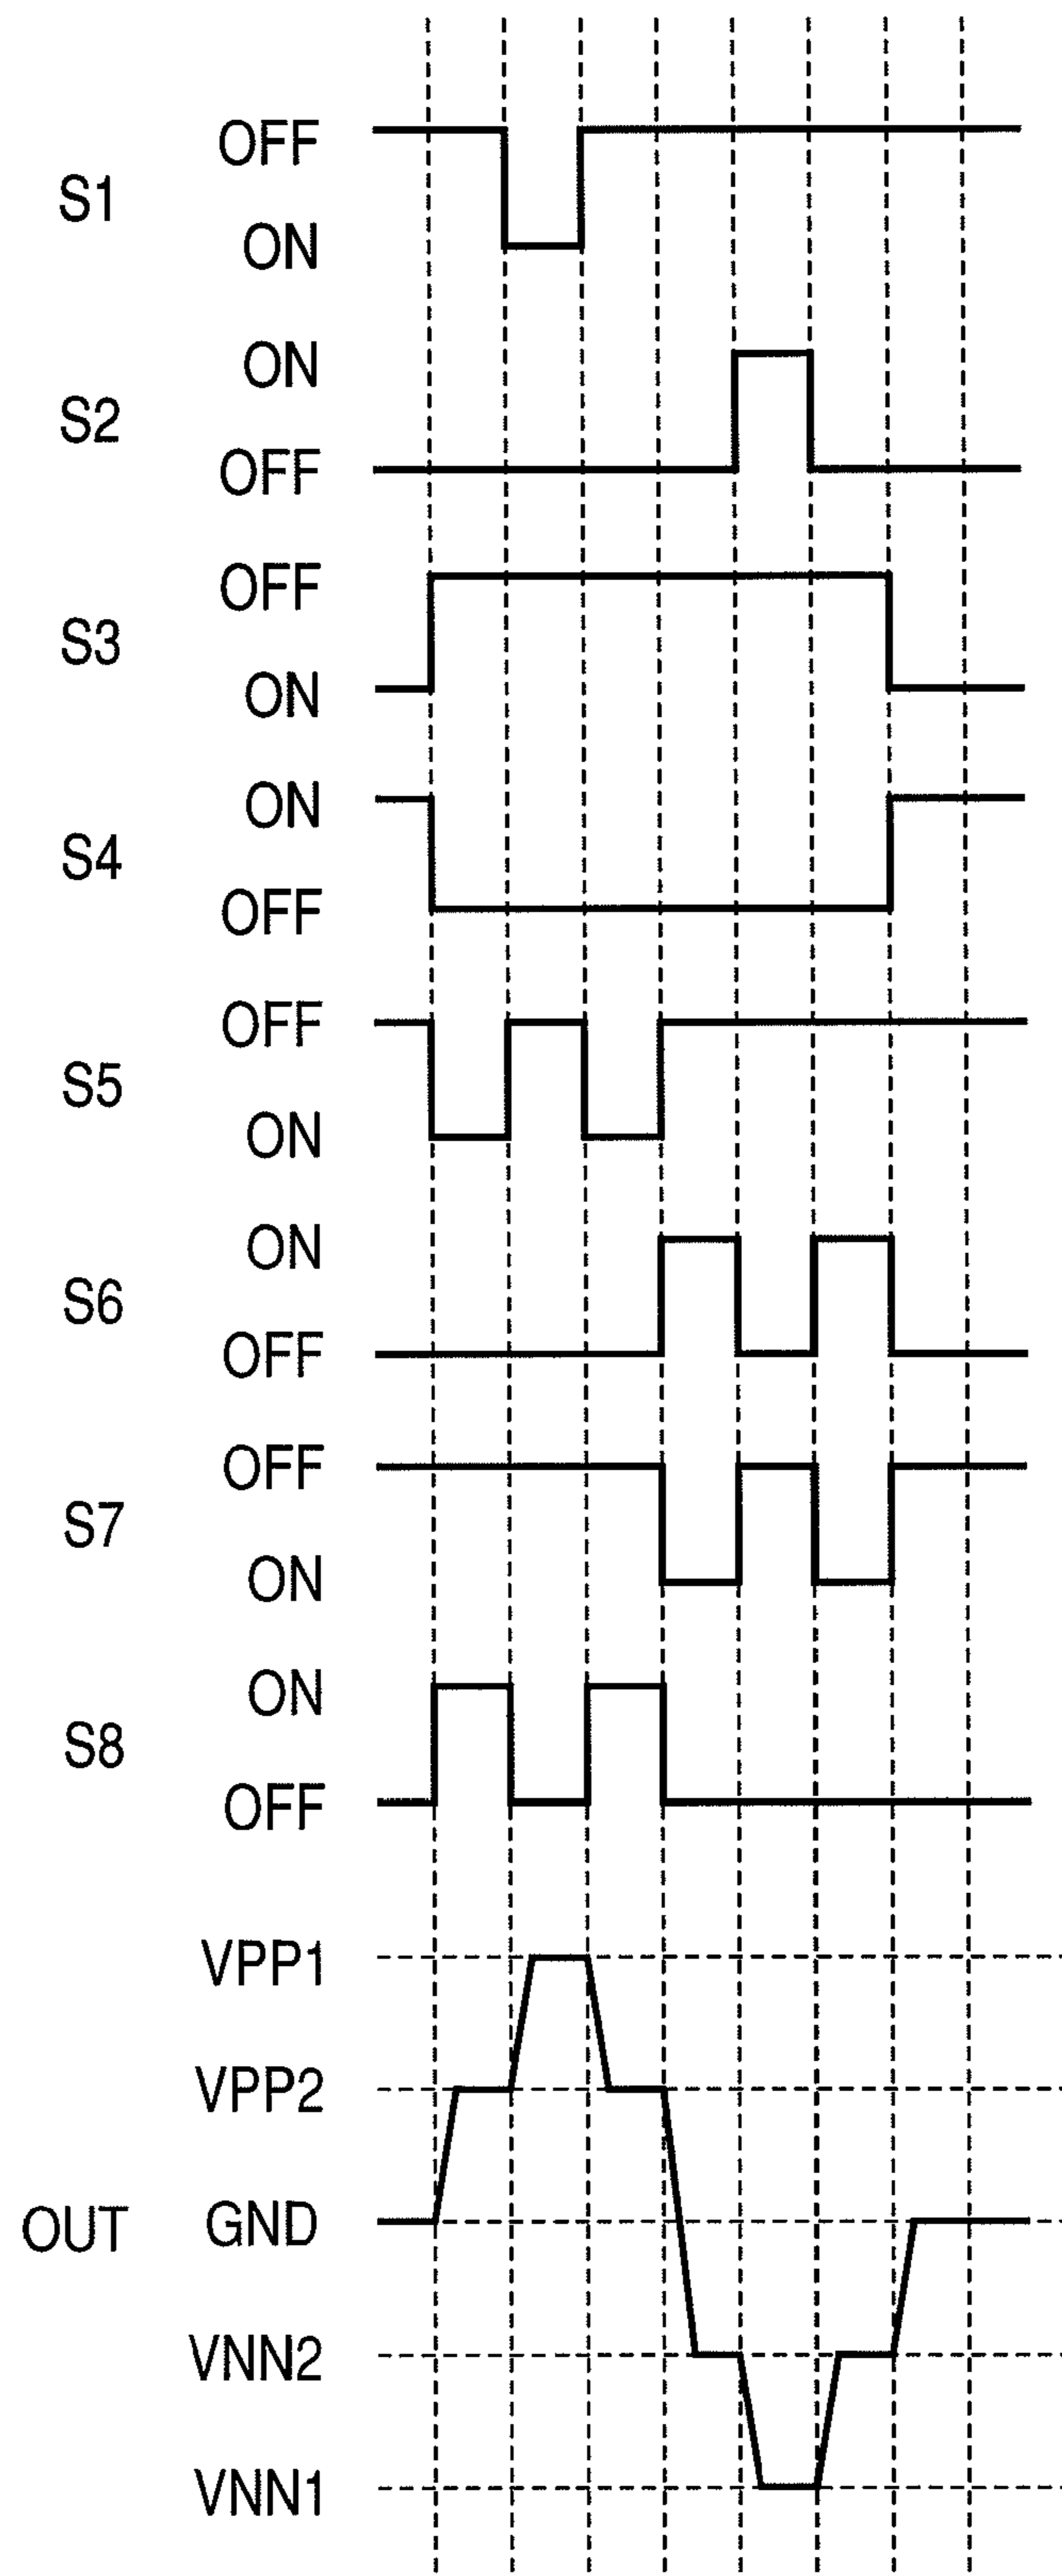 OFF
S1
ON
ON
S2
OFF
OFF
S3
ON
ON
S4
OFF
OFF
S5
ON
ON
S6
OFF
OFF
S7
ON
ON
S8
OFF
VPP1
VPP2
OUT GND
VNN2
VNN1